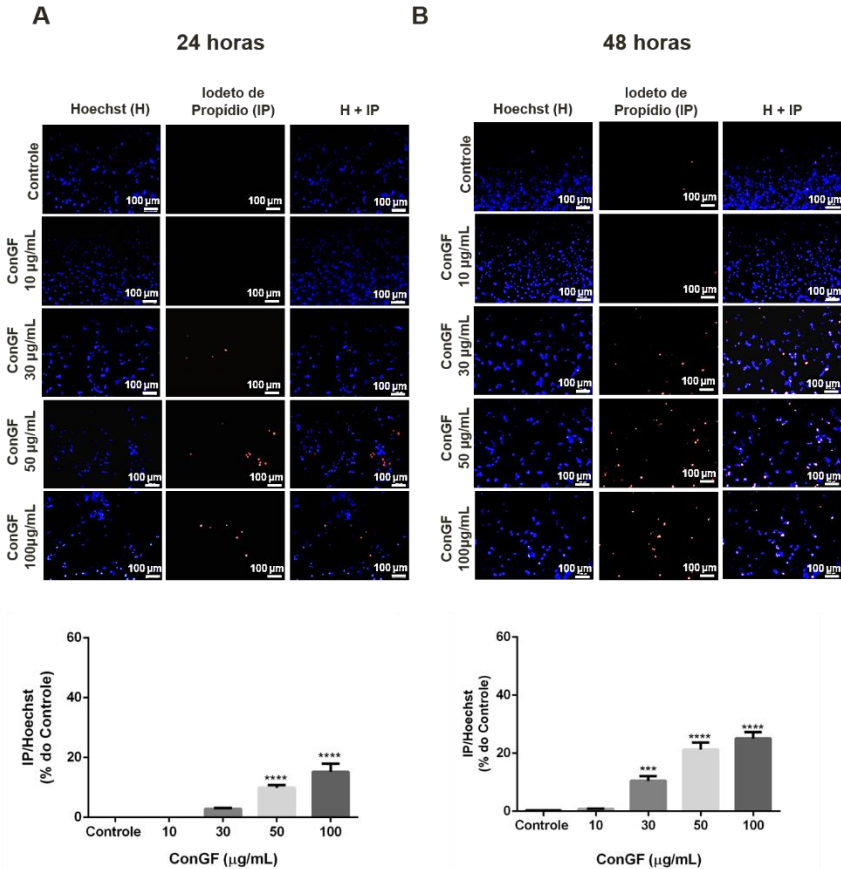 A
24 horas
Hoechst (H)
Iodeto de
Propídio (IP)
H + IP
Controle
100 µm
100 µm
100 µm
ConGF
10 µg/mL
100 µm
100 µm
100 µm
ConGF
30 µg/mL
100 µm
100 µm
100 µm
ConGF
50 µg/mL
100 µm
100 µm
100 µm
ConGF
100µg/mL
100 µm
100 µm
100 µm
IP/Hoechst
(% do Controle)
60
40
20
0
****
****
Controle 10 30 50 100
ConGF (µg/mL)
B
48 horas
Hoechst (H)
Iodeto de
Propídio (IP)
H + IP
Controle
100 µm
100 µm
100 µm
ConGF
10 µg/mL
100 µm
100 µm
100 µm
ConGF
30 µg/mL
100 µm
100 µm
100 µm
ConGF
50 µg/mL
100 µm
100 µm
100 µm
ConGF
100µg/mL
100 µm
100 µm
100 µm
IP/Hoechst
(% do Controle)
60
40
20
0
***
****
****
Controle 10 30 50 100
ConGF (µg/mL)